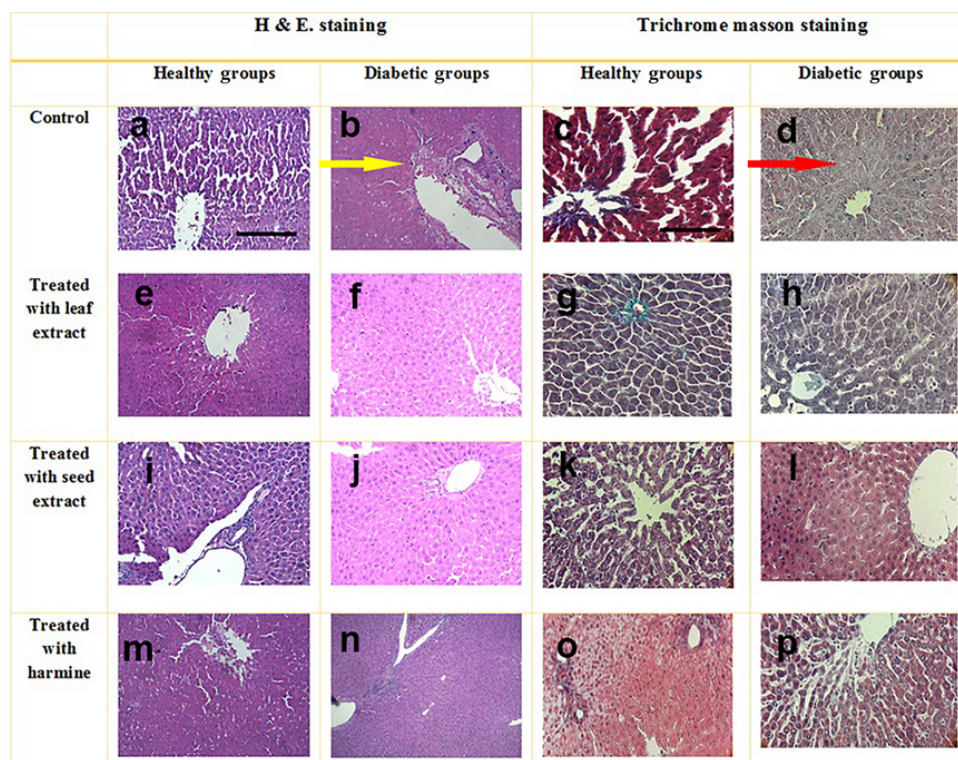 H & E. staining Trichrome masson staining
Healthy groups Diabetic groups Healthy groups Diabetic groups
Control
a b c d
Treated
with leaf
extract
e f g h
Treated
with seed
extract
i j k l
Treated
with
harmine
m n o p